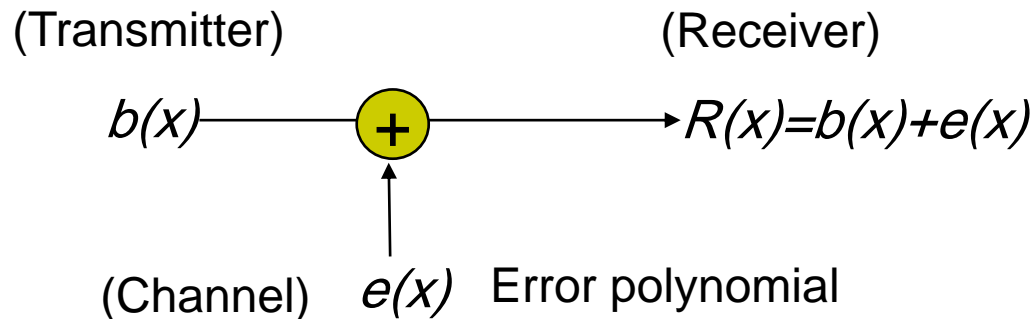 (Transmitter) (Receiver)
b(x) + R(x)=b(x)+e(x)
(Channel) e(x) Error polynomial